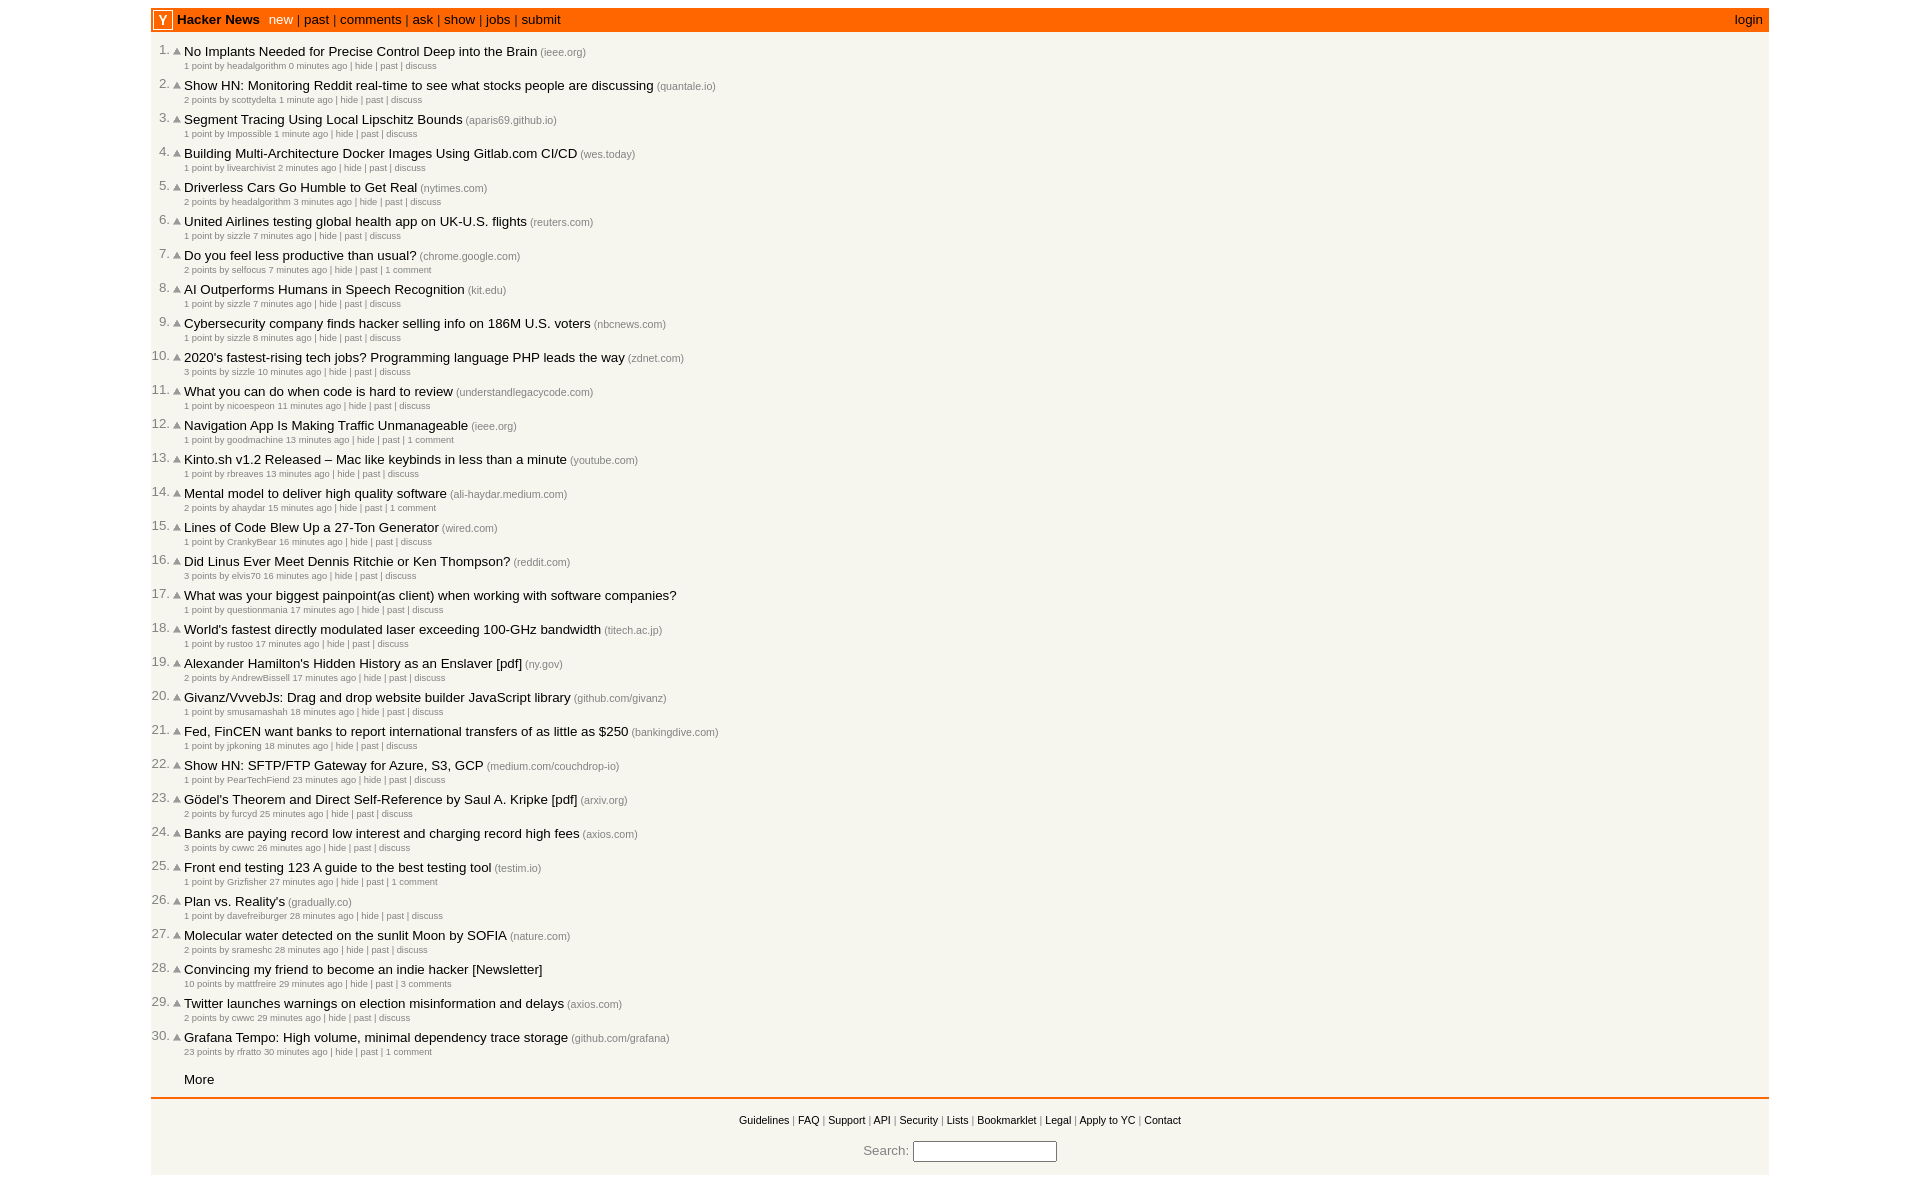 Y Hacker News new | past | comments | ask | show | jobs | submit login
1. No Implants Needed for Precise Control Deep into the Brain (ieee.org)
1 point by headalgorithm 0 minutes ago | hide | past | discuss
2. Show HN: Monitoring Reddit real-time to see what stocks people are discussing (quantale.io)
2 points by scottydelta 1 minute ago | hide | past | discuss
3. Segment Tracing Using Local Lipschitz Bounds (aparis69.github.io)
1 point by Impossible 1 minute ago | hide | past | discuss
4. Building Multi-Architecture Docker Images Using Gitlab.com CI/CD (wes.today)
1 point by livearchivist 2 minutes ago | hide | past | discuss
5. Driverless Cars Go Humble to Get Real (nytimes.com)
2 points by headalgorithm 3 minutes ago | hide | past | discuss
6. United Airlines testing global health app on UK-U.S. flights (reuters.com)
1 point by sizzle 7 minutes ago | hide | past | discuss
7. Do you feel less productive than usual? (chrome.google.com)
2 points by selfocus 7 minutes ago | hide | past | 1 comment
8. AI Outperforms Humans in Speech Recognition (kit.edu)
1 point by sizzle 7 minutes ago | hide | past | discuss
9. Cybersecurity company finds hacker selling info on 186M U.S. voters (nbcnews.com)
1 point by sizzle 8 minutes ago | hide | past | discuss
10. 2020's fastest-rising tech jobs? Programming language PHP leads the way (zdnet.com)
3 points by sizzle 10 minutes ago | hide | past | discuss
11. What you can do when code is hard to review (understandlegacycode.com)
1 point by nicoespeon 11 minutes ago | hide | past | discuss
12. Navigation App Is Making Traffic Unmanageable (ieee.org)
1 point by goodmachine 13 minutes ago | hide | past | 1 comment
13. Kinto.sh v1.2 Released – Mac like keybinds in less than a minute (youtube.com)
1 point by rbreaves 13 minutes ago | hide | past | discuss
14. Mental model to deliver high quality software (ali-haydar.medium.com)
2 points by ahaydar 15 minutes ago | hide | past | 1 comment
15. Lines of Code Blew Up a 27-Ton Generator (wired.com)
1 point by CrankyBear 16 minutes ago | hide | past | discuss
16. Did Linus Ever Meet Dennis Ritchie or Ken Thompson? (reddit.com)
3 points by elvis70 16 minutes ago | hide | past | discuss
17. What was your biggest painpoint(as client) when working with software companies?
1 point by questionmania 17 minutes ago | hide | past | discuss
18. World's fastest directly modulated laser exceeding 100-GHz bandwidth (titech.ac.jp)
1 point by rustoo 17 minutes ago | hide | past | discuss
19. Alexander Hamilton's Hidden History as an Enslaver [pdf] (ny.gov)
2 points by AndrewBissell 17 minutes ago | hide | past | discuss
20. Givanz/VvvebJs: Drag and drop website builder JavaScript library (github.com/givanz)
1 point by smusamashah 18 minutes ago | hide | past | discuss
21. Fed, FinCEN want banks to report international transfers of as little as $250 (bankingdive.com)
1 point by jpkoning 18 minutes ago | hide | past | discuss
22. Show HN: SFTP/FTP Gateway for Azure, S3, GCP (medium.com/couchdrop-io)
1 point by PearTechFiend 23 minutes ago | hide | past | discuss
23. Gödel's Theorem and Direct Self-Reference by Saul A. Kripke [pdf] (arxiv.org)
2 points by furcyd 25 minutes ago | hide | past | discuss
24. Banks are paying record low interest and charging record high fees (axios.com)
3 points by cwwc 26 minutes ago | hide | past | discuss
25. Front end testing 123 A guide to the best testing tool (testim.io)
1 point by Grizfisher 27 minutes ago | hide | past | 1 comment
26. Plan vs. Reality's (gradually.co)
1 point by davefreiburger 28 minutes ago | hide | past | discuss
27. Molecular water detected on the sunlit Moon by SOFIA (nature.com)
2 points by srameshc 28 minutes ago | hide | past | discuss
28. Convincing my friend to become an indie hacker [Newsletter]
10 points by mattfreire 29 minutes ago | hide | past | 3 comments
29. Twitter launches warnings on election misinformation and delays (axios.com)
2 points by cwwc 29 minutes ago | hide | past | discuss
30. Grafana Tempo: High volume, minimal dependency trace storage (github.com/grafana)
23 points by rfratto 30 minutes ago | hide | past | 1 comment
More
Guidelines | FAQ | Support | API | Security | Lists | Bookmarklet | Legal | Apply to YC | Contact
Search: